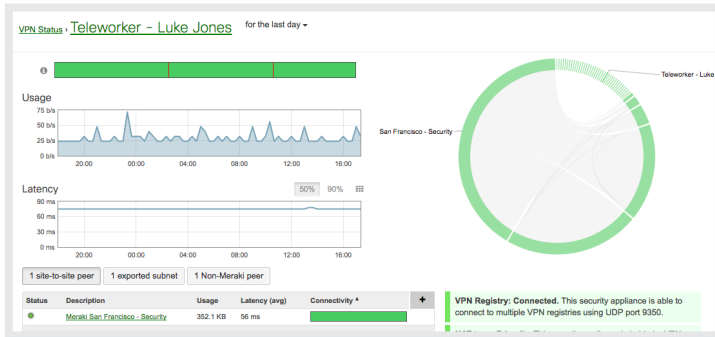 VPN Status › Teleworker - Luke Jones for the last day
Usage
75 b/s
50 b/s
25 b/s
0 b/s
20:00 00:00 04:00 08:00 12:00 16:00
Latency
50% 90%
90 ms
60 ms
30 ms
0 ms
20:00 00:00 04:00 08:00 12:00 16:00
1 site-to-site peer 1 exported subnet 1 Non-Meraki peer
Status Description Usage Latency (avg) Connectivity +
Meraki San Francisco - Security 352.1 KB 56 ms
Teleworker - Luke
San Francisco - Security
VPN Registry: Connected. This security appliance is able to
connect to multiple VPN registries using UDP port 9350.